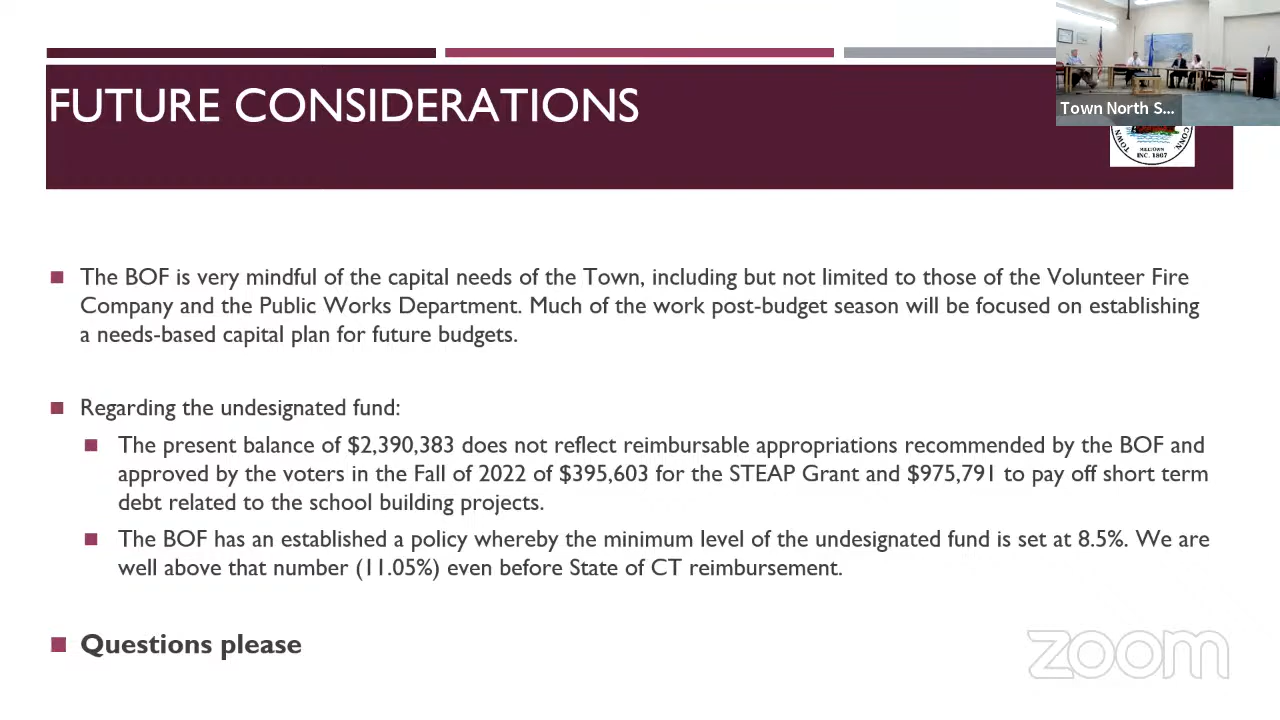 FUTURE CONSIDERATIONS
Town North S...
TOWN
CONN.
MILLTOWN
INC. 1807
The BOF is very mindful of the capital needs of the Town, including but not limited to those of the Volunteer Fire
Company and the Public Works Department. Much of the work post-budget season will be focused on establishing
a needs-based capital plan for future budgets.
Regarding the undesignated fund:
The present balance of $2,390,383 does not reflect reimbursable appropriations recommended by the BOF and
approved by the voters in the Fall of 2022 of $395,603 for the STEAP Grant and $975,791 to pay off short term
debt related to the school building projects.
The BOF has an established a policy whereby the minimum level of the undesignated fund is set at 8.5%. We are
well above that number (11.05%) even before State of CT reimbursement.
Questions please
zoom